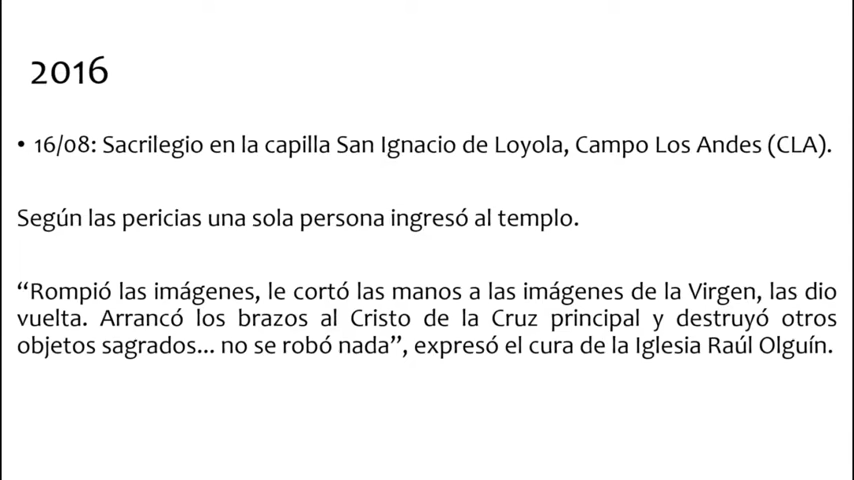 2016
• 16/08: Sacrilegio en la capilla San Ignacio de Loyola, Campo Los Andes (CLA).
Según las pericias una sola persona ingresó al templo.
“Rompió las imágenes, le cortó las manos a las imágenes de la Virgen, las dio
vuelta. Arrancó los brazos al Cristo de la Cruz principal y destruyó otros
objetos sagrados... no se robó nada”, expresó el cura de la Iglesia Raúl Olguín.